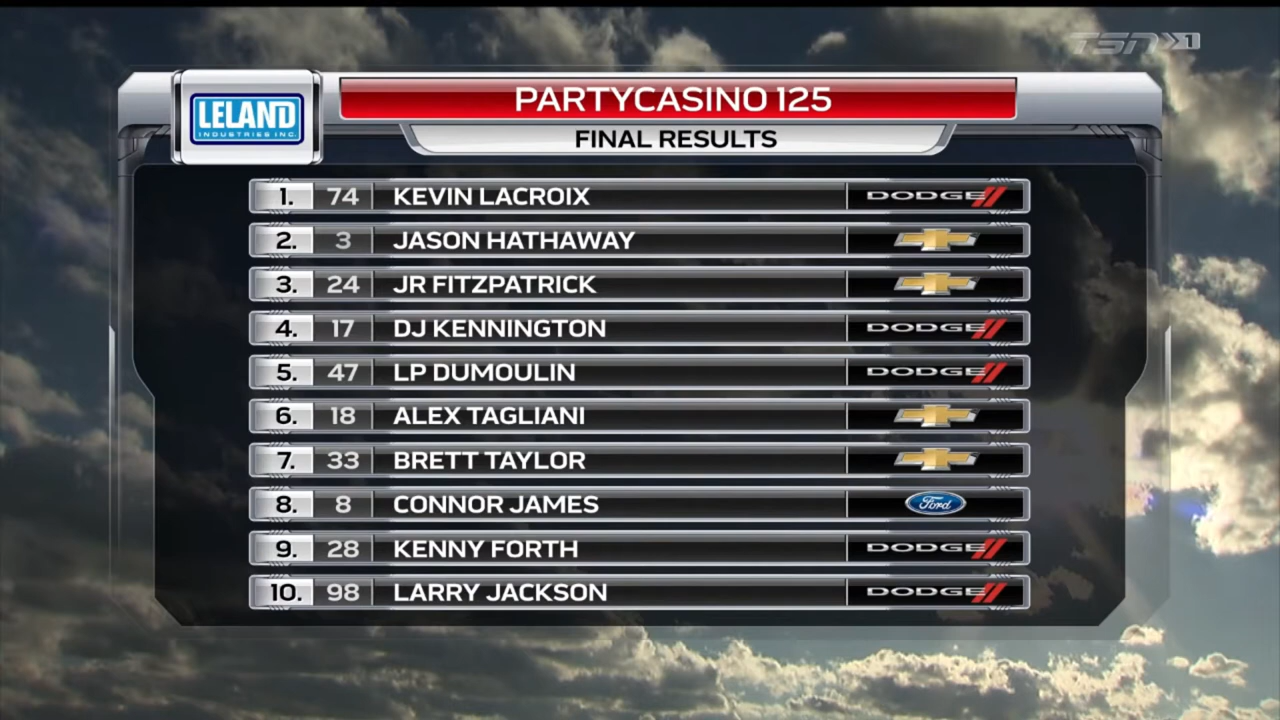 TSN 1
LELAND
INDUSTRIES INC.
PARTYCASINO 125
FINAL RESULTS
1. 74 KEVIN LACROIX DODGE
2. 3 JASON HATHAWAY
3. 24 JR FITZPATRICK
4. 17 DJ KENNINGTON DODGE
5. 47 LP DUMOULIN DODGE
6. 18 ALEX TAGLIANI
7. 33 BRETT TAYLOR
8. 8 CONNOR JAMES Ford
9. 28 KENNY FORTH DODGE
10. 98 LARRY JACKSON DODGE